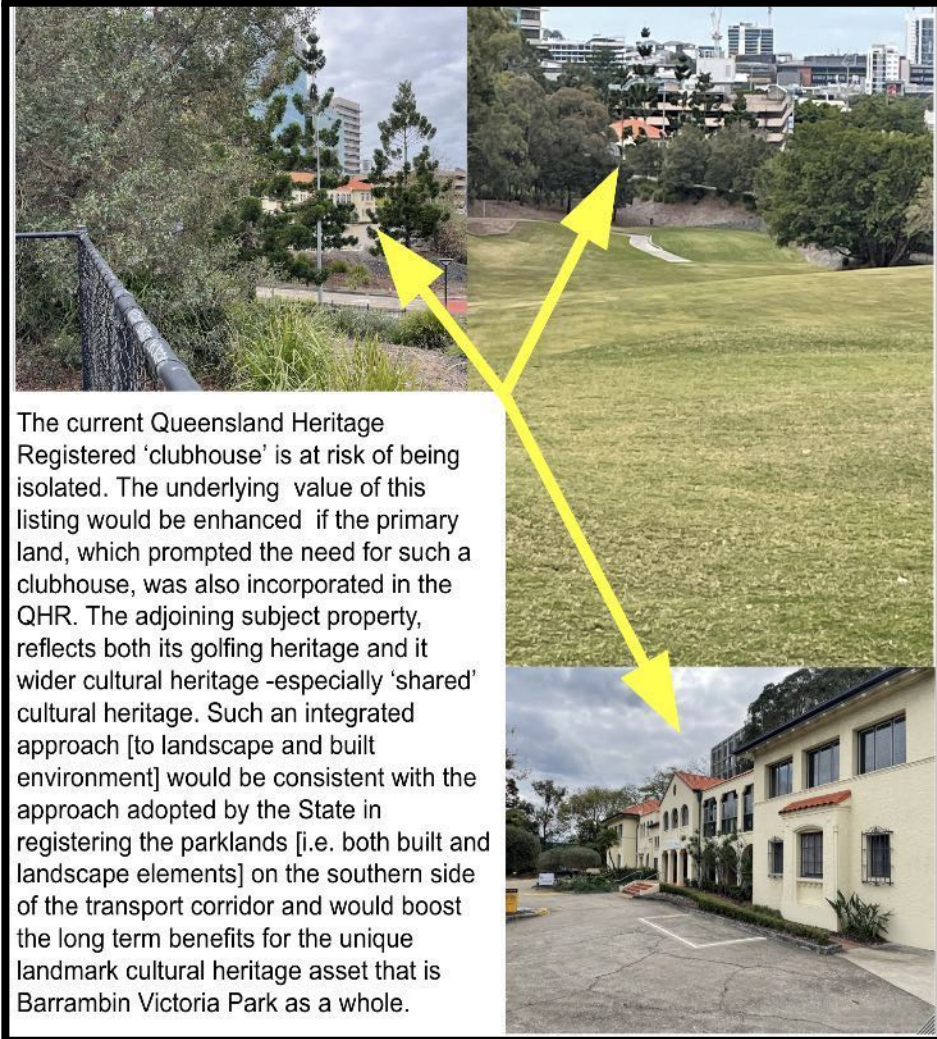 The current Queensland Heritage
Registered ‘clubhouse’ is at risk of being
isolated. The underlying  value of this
listing would be enhanced  if the primary
land, which prompted the need for such a
clubhouse, was also incorporated in the
QHR. The adjoining subject property,
reflects both its golfing heritage and it
wider cultural heritage -especially ‘shared’
cultural heritage. Such an integrated
approach [to landscape and built
environment] would be consistent with the
approach adopted by the State in
registering the parklands [i.e. both built and
landscape elements] on the southern side
of the transport corridor and would boost
the long term benefits for the unique
landmark cultural heritage asset that is
Barrambin Victoria Park as a whole.